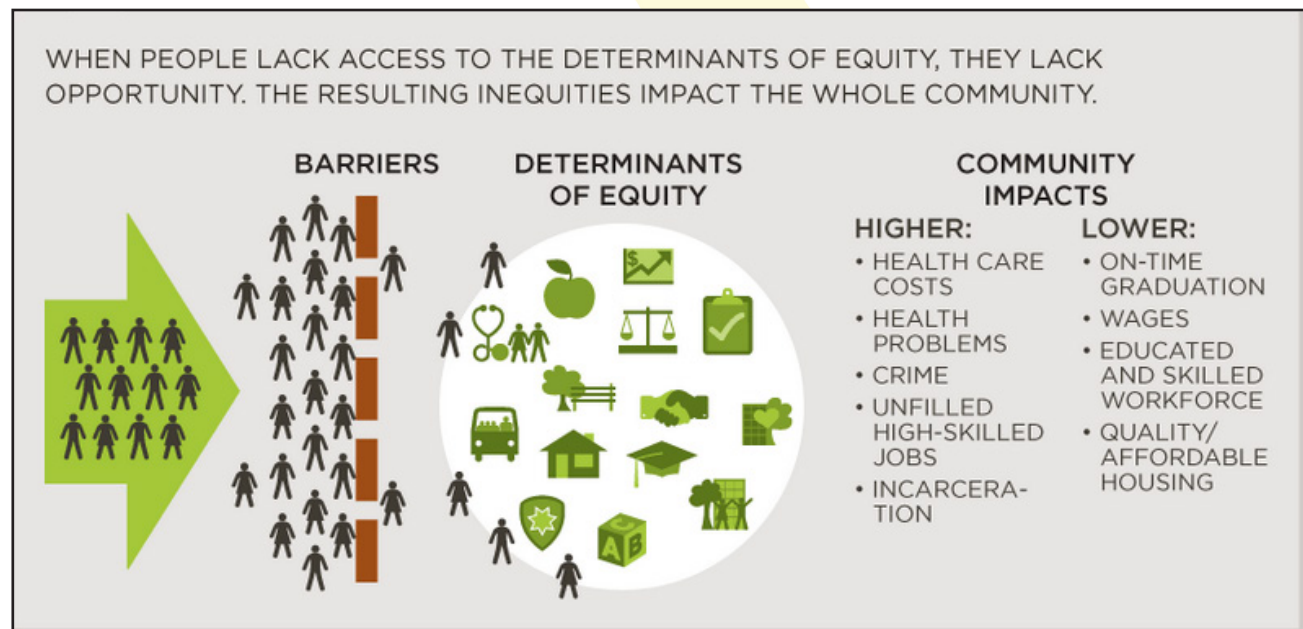 WHEN PEOPLE LACK ACCESS TO THE DETERMINANTS OF EQUITY, THEY LACK
OPPORTUNITY. THE RESULTING INEQUITIES IMPACT THE WHOLE COMMUNITY.
BARRIERS
DETERMINANTS
OF EQUITY
$
C
A B
COMMUNITY
IMPACTS
HIGHER:
• HEALTH CARE
COSTS
• HEALTH
PROBLEMS
• CRIME
• UNFILLED
HIGH-SKILLED
JOBS
• INCARCERA-
TION
LOWER:
• ON-TIME
GRADUATION
• WAGES
• EDUCATED
AND SKILLED
WORKFORCE
• QUALITY/
AFFORDABLE
HOUSING